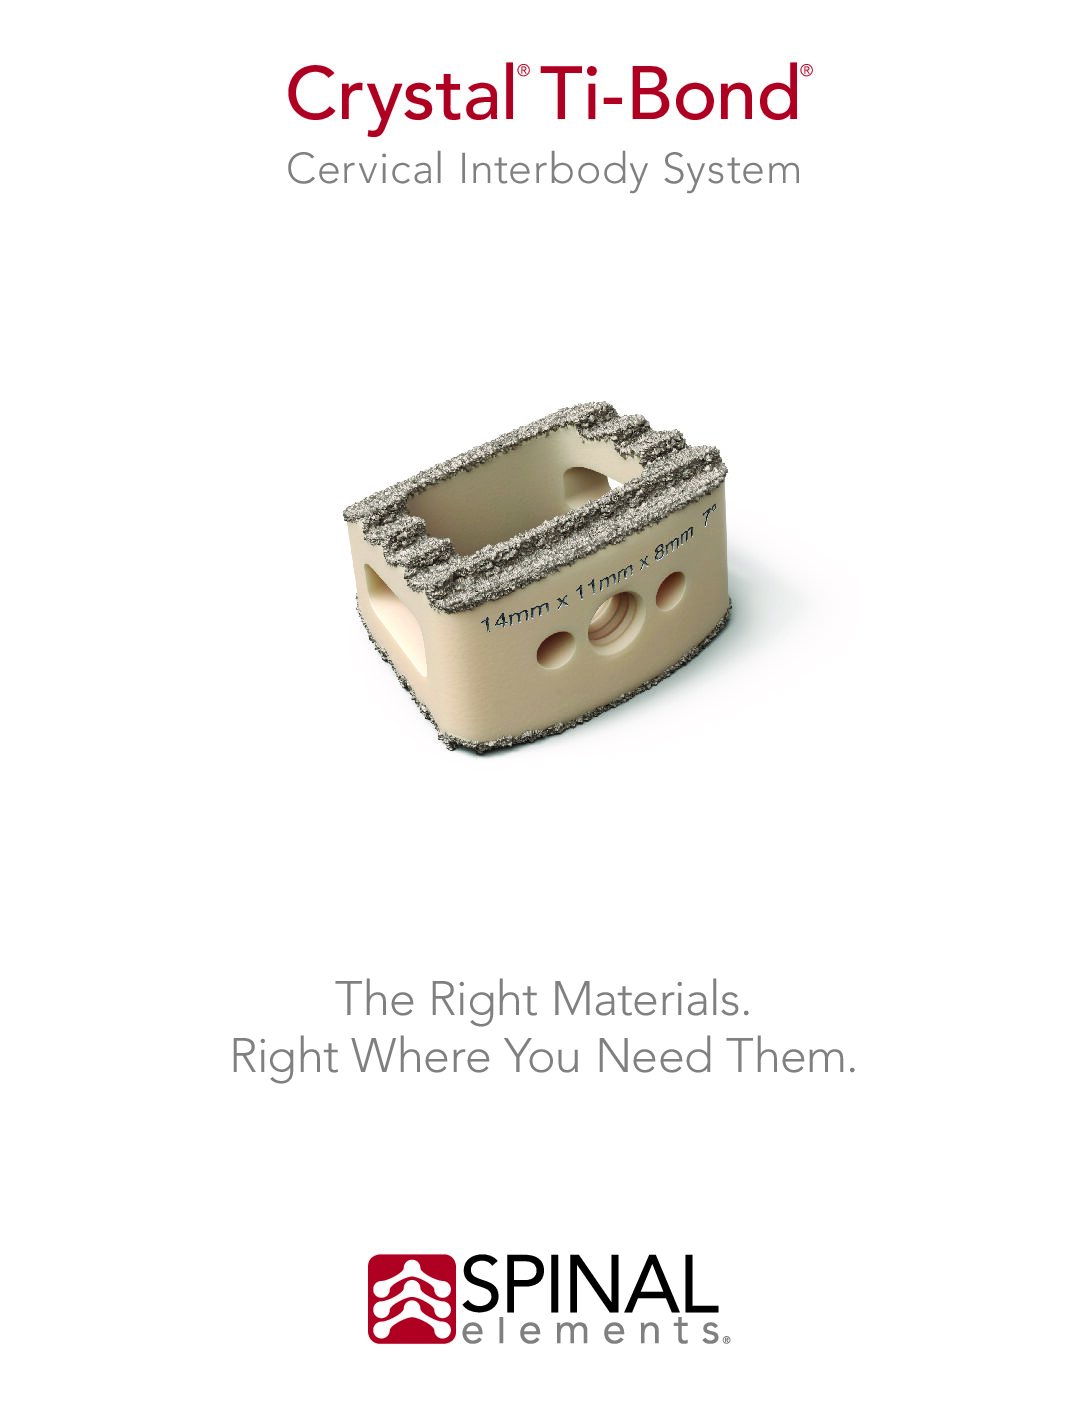 Crystal® Ti-Bond®
Cervical Interbody System
14mm x 11mm x 8mm 7°
The Right Materials.
Right Where You Need Them.
SPINAL
elements®